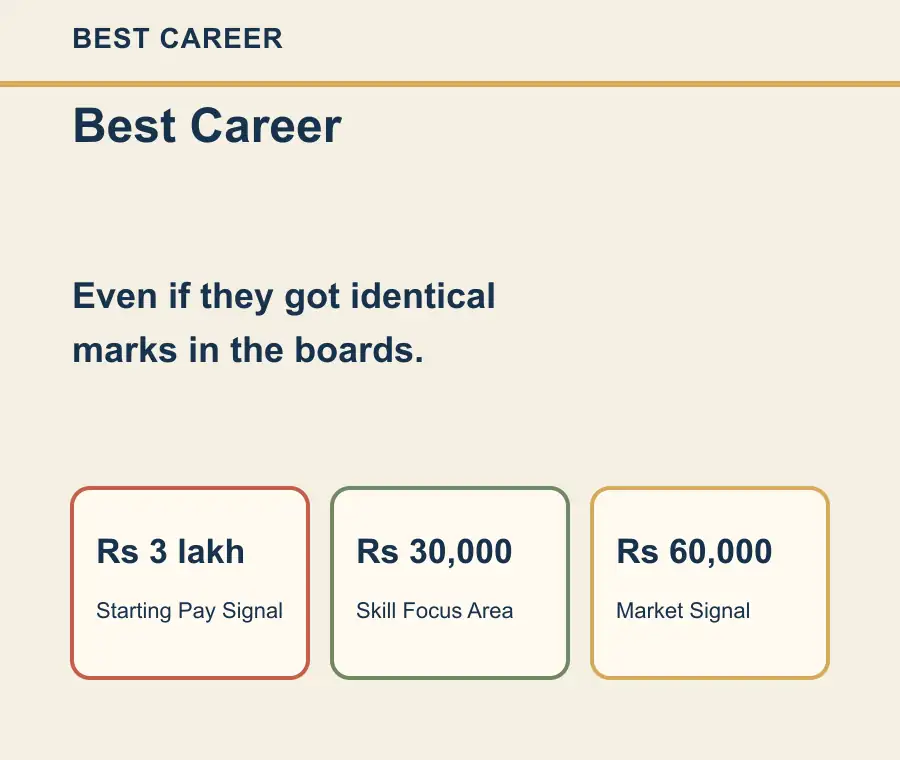 BEST CAREER
Best Career
Even if they got identical
marks in the boards.
Rs 3 lakh
Starting Pay Signal
Rs 30,000
Skill Focus Area
Rs 60,000
Market Signal